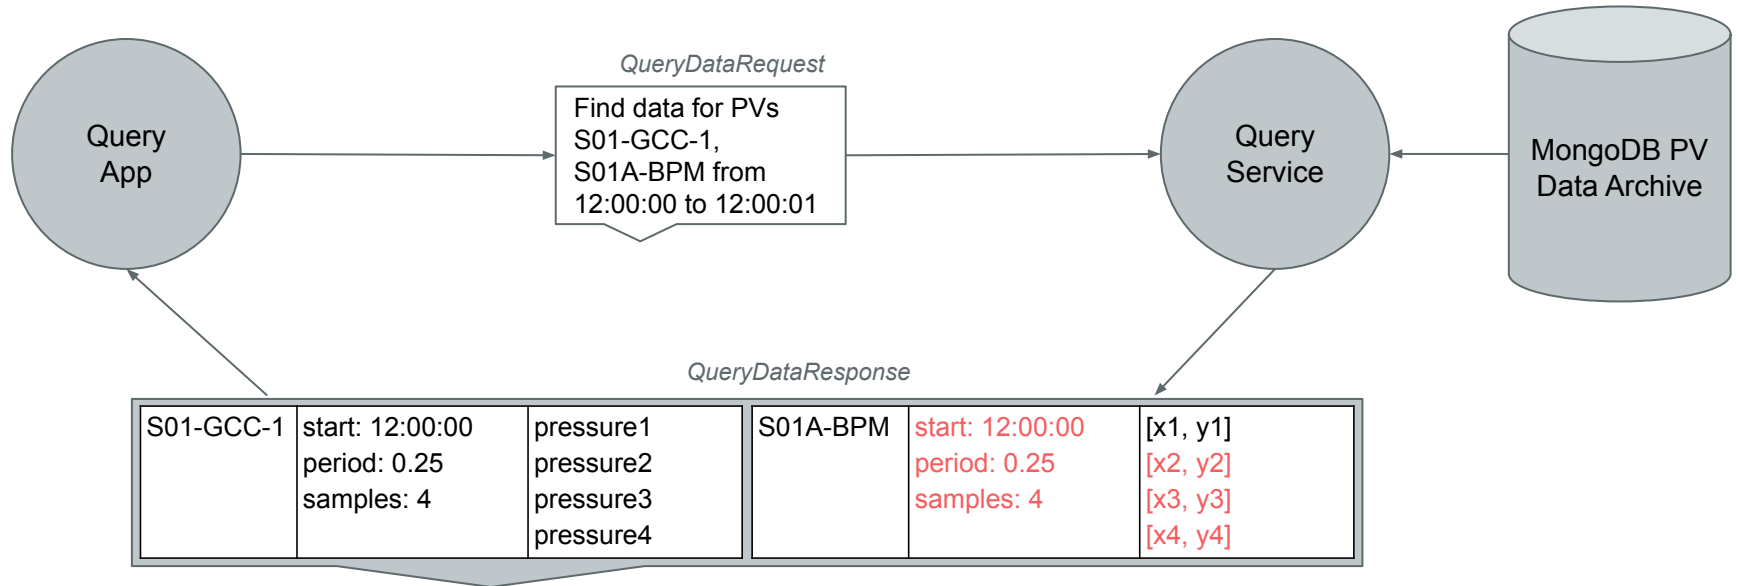 QueryDataRequest
Query
App
Find data for PVs
S01-GCC-1,
S01A-BPM from
12:00:00 to 12:00:01
Query
Service
MongoDB PV
Data Archive
QueryDataResponse
S01-GCC-1
start: 12:00:00
period: 0.25
samples: 4
pressure1
pressure2
pressure3
pressure4
S01A-BPM
start: 12:00:00
period: 0.25
samples: 4
[x1, y1]
[x2, y2]
[x3, y3]
[x4, y4]